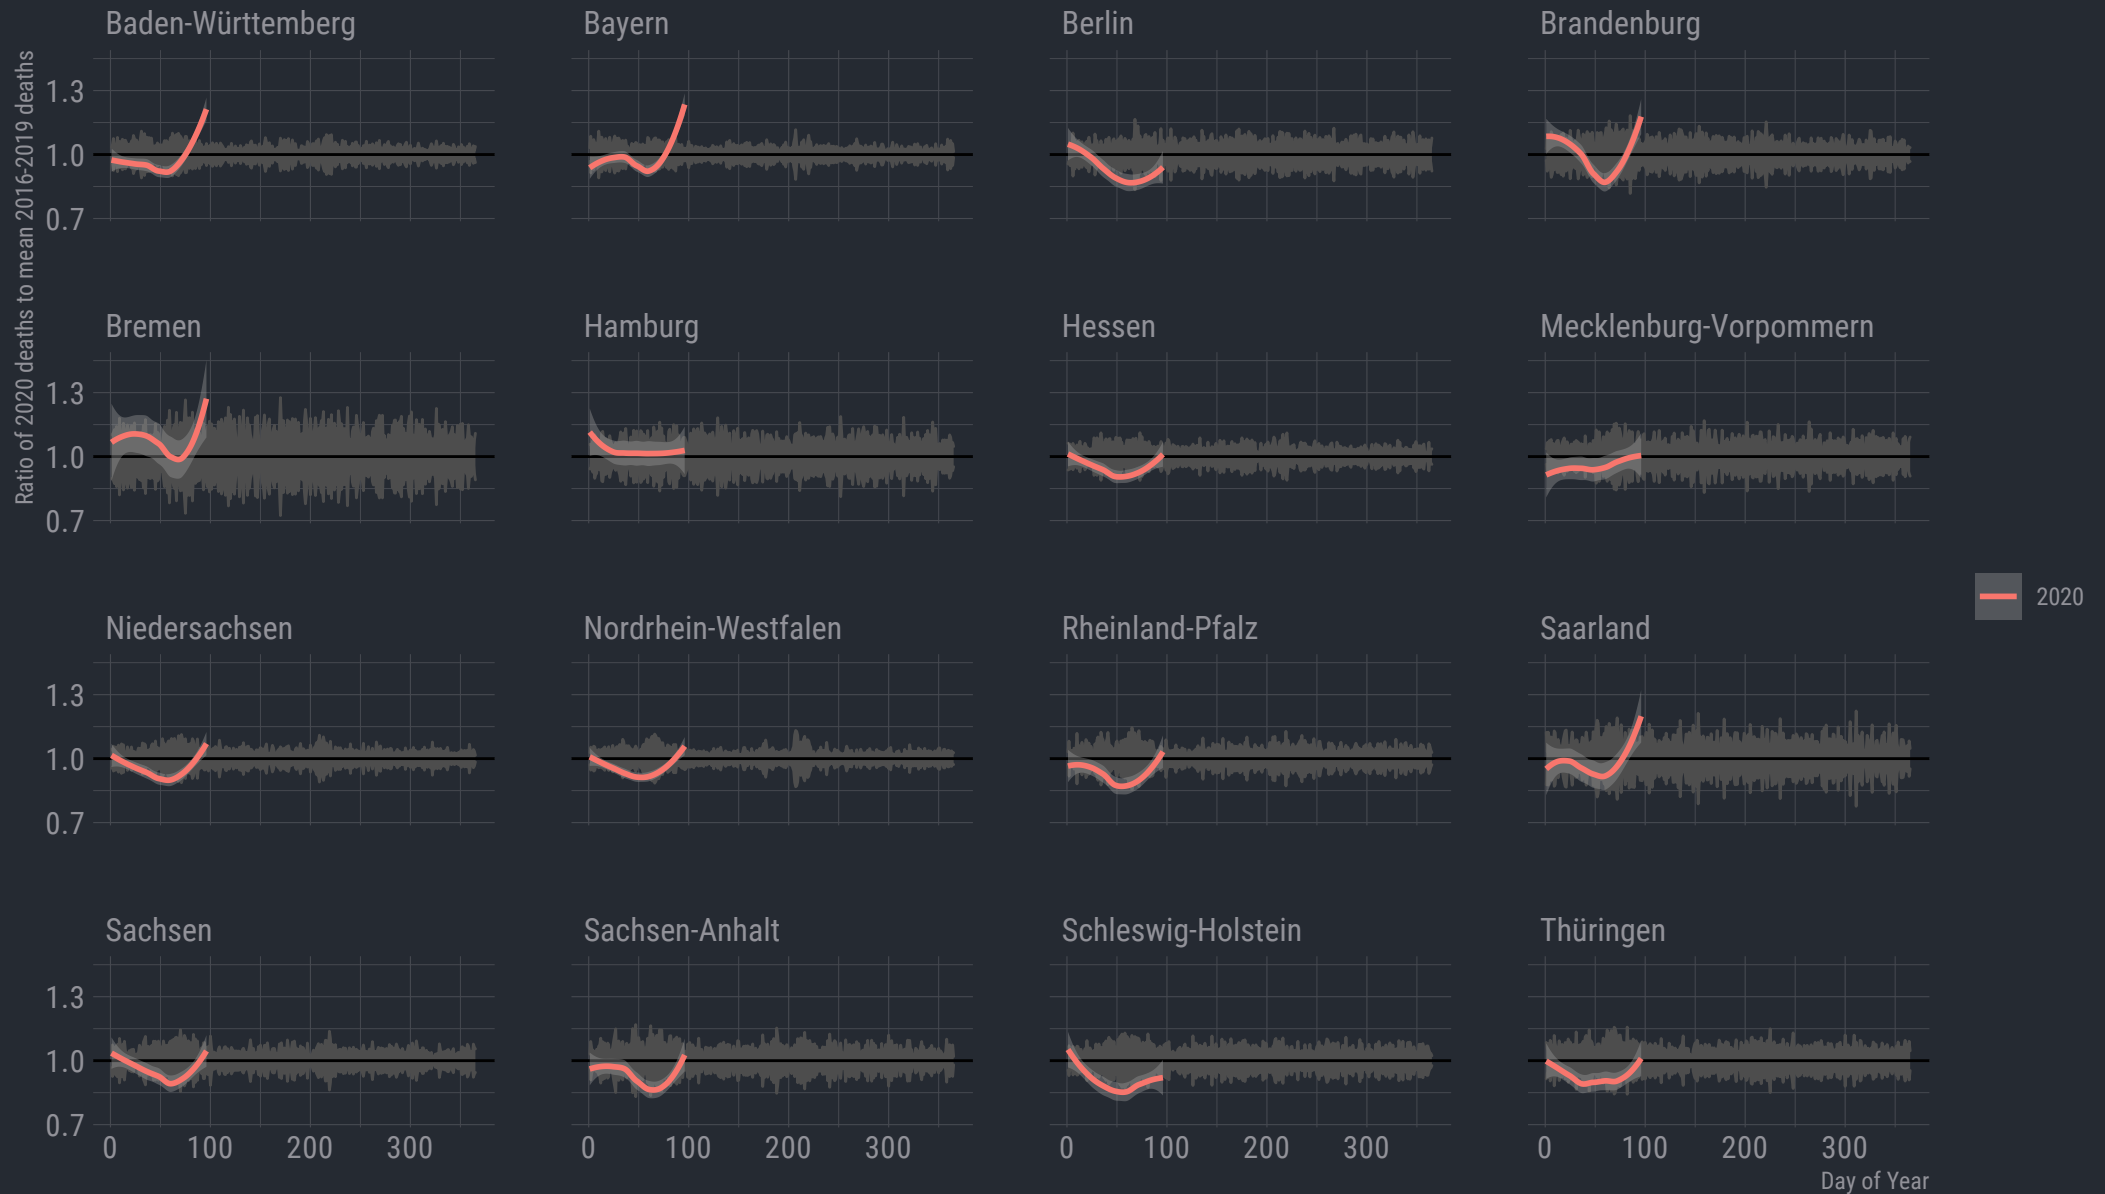 Baden-Württemberg
Bayern
Berlin
Brandenburg
Ratio of 2020 deaths to mean 2016-2019 deaths
1.3
1.0
0.7
Bremen
Hamburg
Hessen
Mecklenburg-Vorpommern
1.3
1.0
0.7
Niedersachsen
Nordrhein-Westfalen
Rheinland-Pfalz
Saarland
1.3
1.0
0.7
2020
Sachsen
Sachsen-Anhalt
Schleswig-Holstein
Thüringen
1.3
1.0
0.7
0 100 200 300
0 100 200 300
0 100 200 300
0 100 200 300
Day of Year